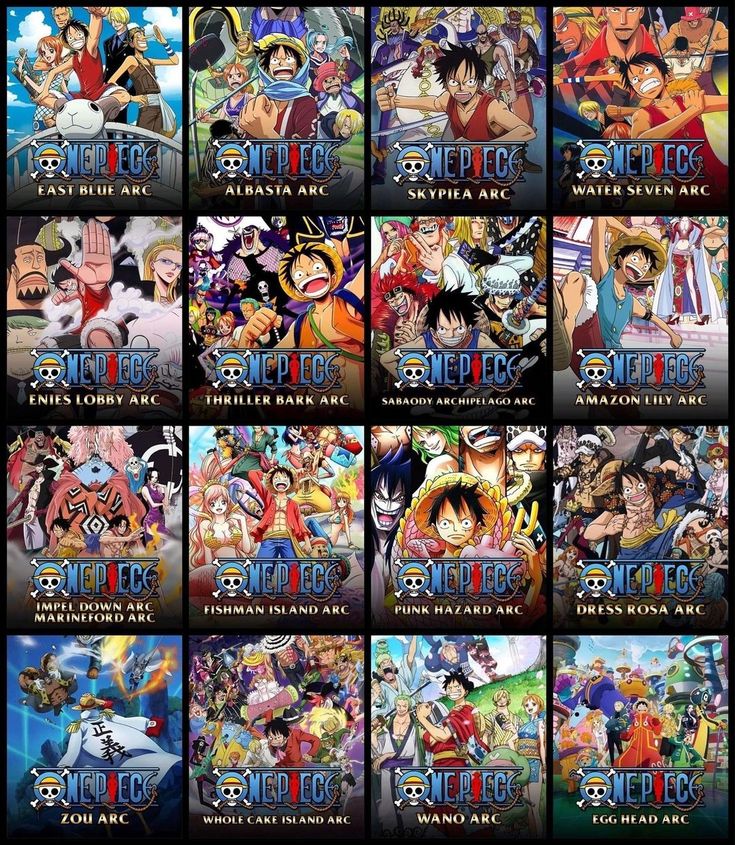 ONE PIECE
EAST BLUE ARC
ONE PIECE
ALBASTA ARC
ONE PIECE
SKYPIEA ARC
ONE PIECE
WATER SEVEN ARC
ONE PIECE
ENIES LOBBY ARC
ONE PIECE
THRILLER BARK ARC
ONE PIECE
SABAODY ARCHIPELAGO ARC
ONE PIECE
AMAZON LILY ARC
ONE PIECE
IMPEL DOWN ARC
MARINEFORD ARC
ONE PIECE
FISHMAN ISLAND ARC
ONE PIECE
PUNK HAZARD ARC
ONE PIECE
DRESS ROSA ARC
正義
ONE PIECE
ZOU ARC
ONE PIECE
WHOLE CAKE ISLAND ARC
ONE PIECE
WANO ARC
ONE PIECE
EGG HEAD ARC